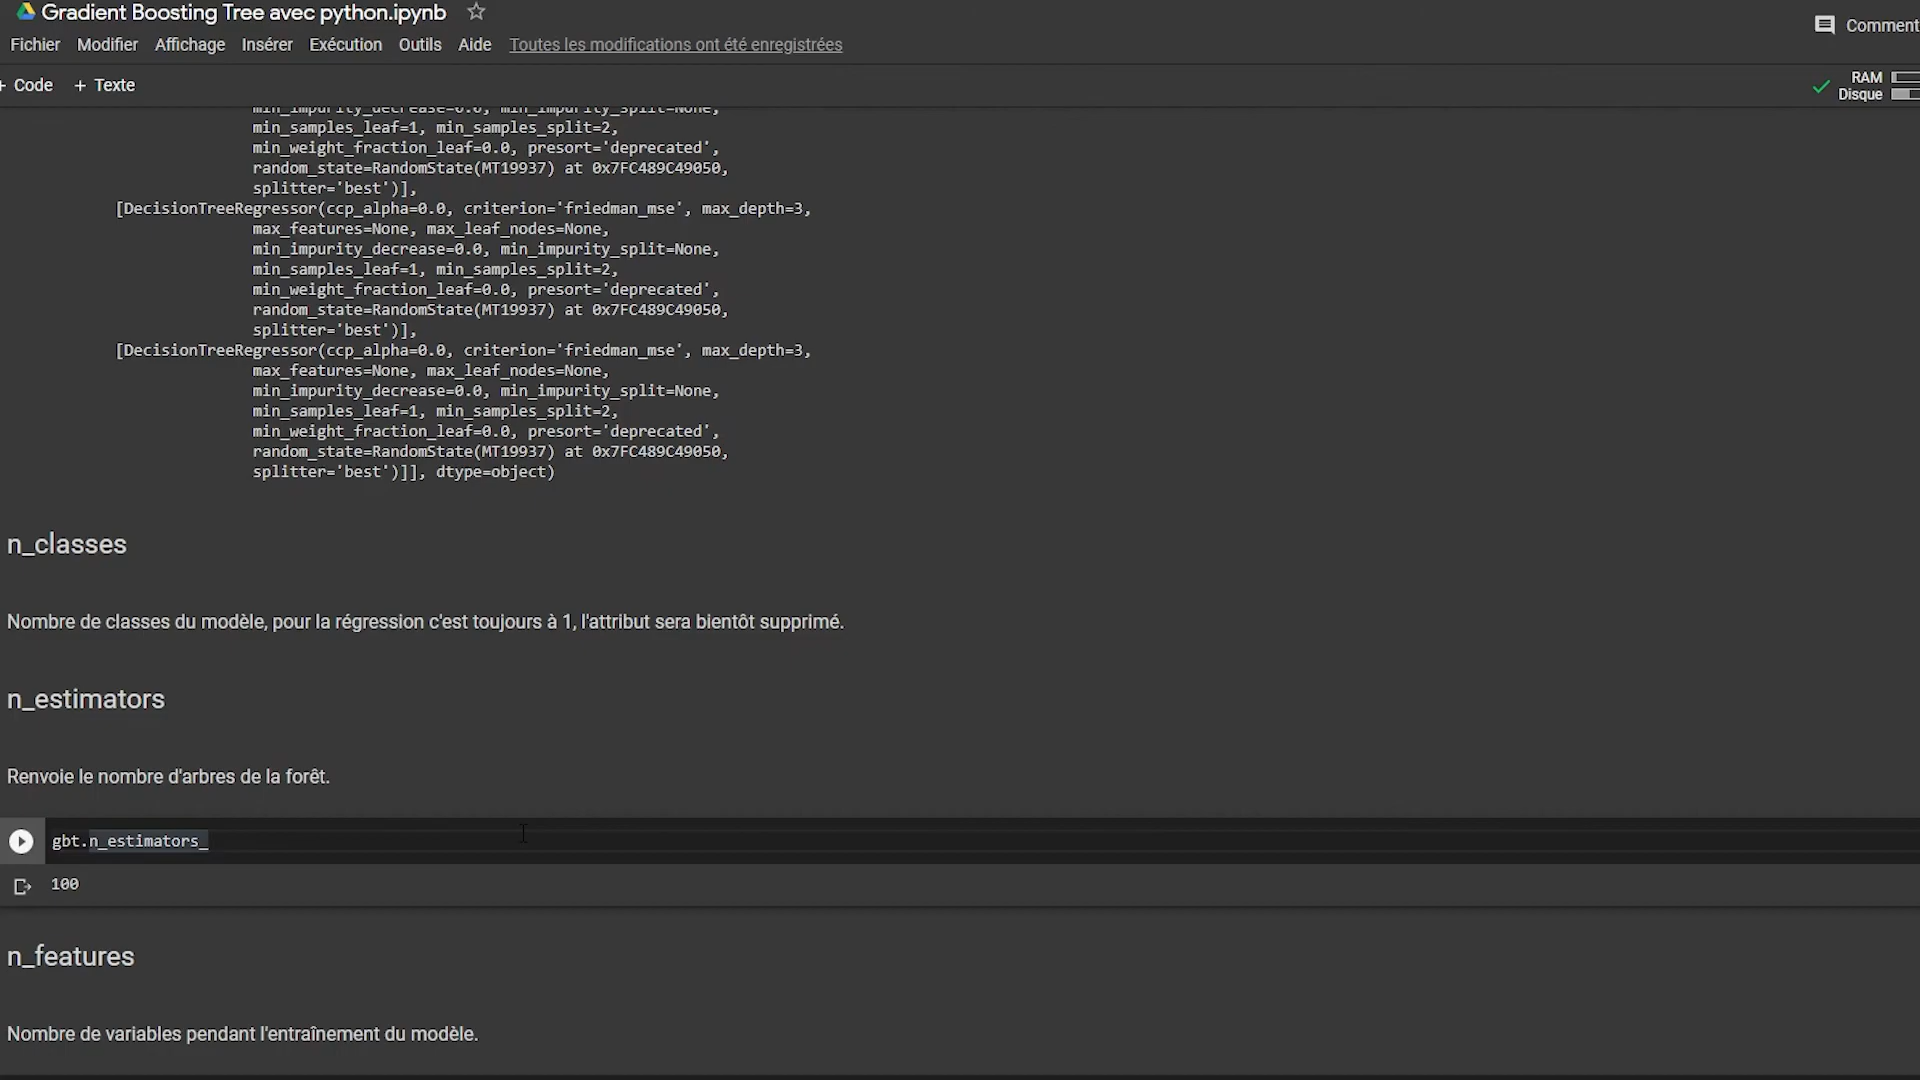 Gradient Boosting Tree avec python.ipynb
Comment
Fichier Modifier Affichage Insérer Exécution Outils Aide Toutes les modifications ont été enregistrées
+ Code + Texte
RAM
Disque
min_impurity_decrease=0.0, min_impurity_split=None,
min_samples_leaf=1, min_samples_split=2,
min_weight_fraction_leaf=0.0, presort='deprecated',
random_state=RandomState(MT19937) at 0x7FC489C49050,
splitter='best')],
[DecisionTreeRegressor(ccp_alpha=0.0, criterion='friedman_mse', max_depth=3,
max_features=None, max_leaf_nodes=None,
min_impurity_decrease=0.0, min_impurity_split=None,
min_samples_leaf=1, min_samples_split=2,
min_weight_fraction_leaf=0.0, presort='deprecated',
random_state=RandomState(MT19937) at 0x7FC489C49050,
splitter='best')],
[DecisionTreeRegressor(ccp_alpha=0.0, criterion='friedman_mse', max_depth=3,
max_features=None, max_leaf_nodes=None,
min_impurity_decrease=0.0, min_impurity_split=None,
min_samples_leaf=1, min_samples_split=2,
min_weight_fraction_leaf=0.0, presort='deprecated',
random_state=RandomState(MT19937) at 0x7FC489C49050,
splitter='best')]], dtype=object)
n_classes
Nombre de classes du modèle, pour la régression c'est toujours à 1, l'attribut sera bientôt supprimé.
n_estimators
Renvoie le nombre d'arbres de la forêt.
gbt.n_estimators_
100
n_features
Nombre de variables pendant l'entraînement du modèle.